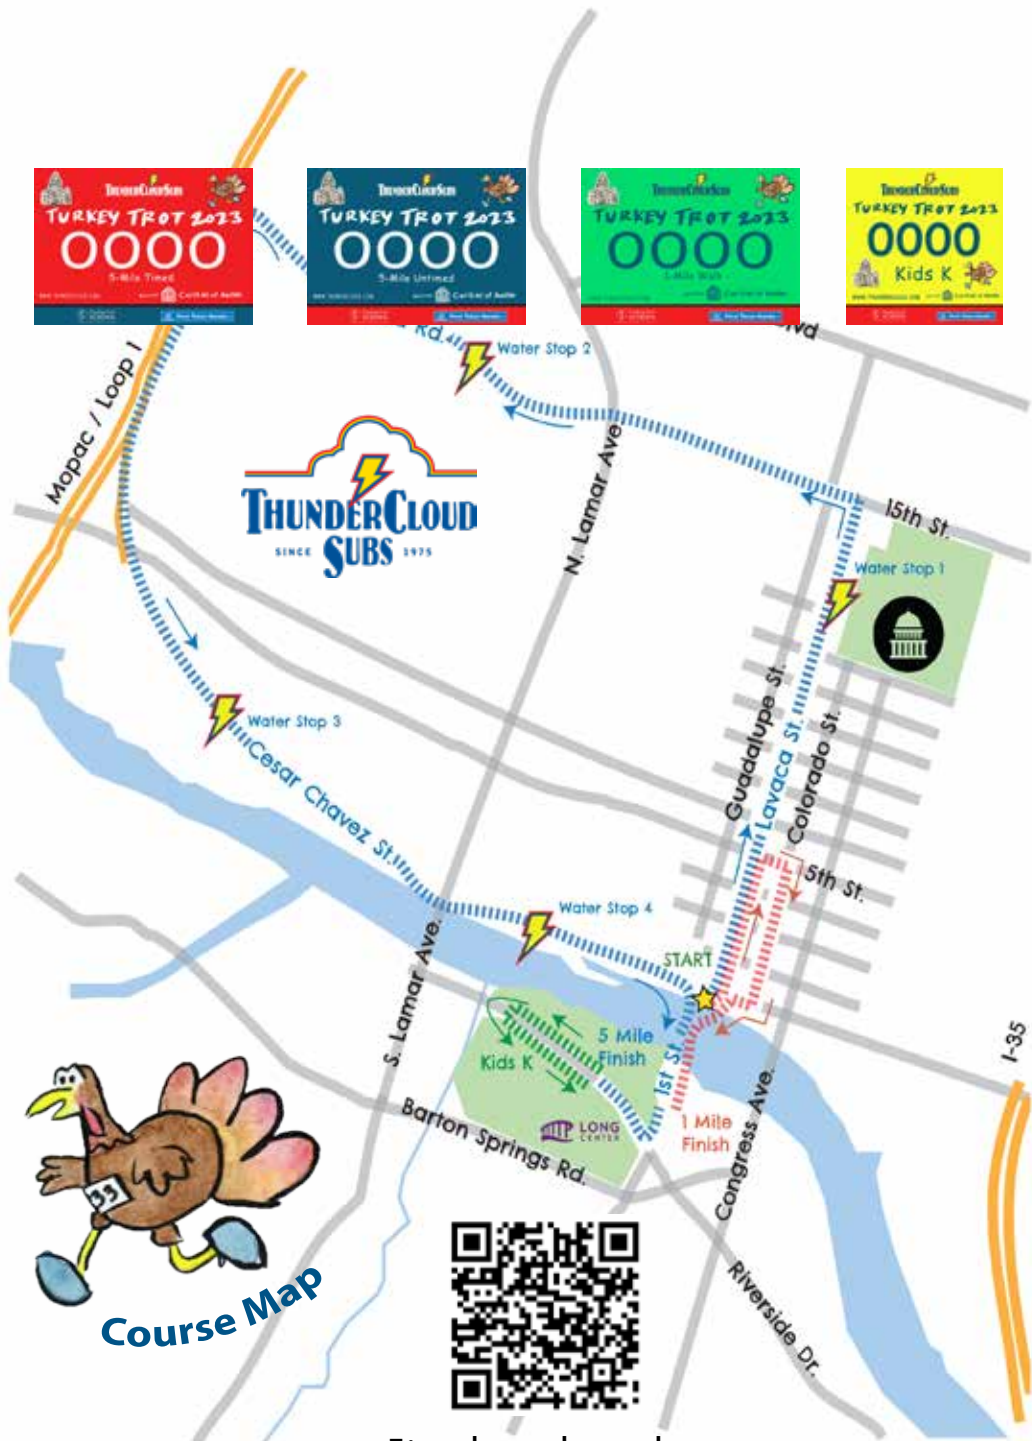 THUNDERCLOUD SUBS
TURKEY TROT 2023
0000
5-Mile Timed
THUNDERCLOUD SUBS
TURKEY TROT 2023
0000
5-Mile Untimed
THUNDERCLOUD SUBS
TURKEY TROT 2023
0000
1-Mile Walk
THUNDERCLOUD SUBS
TURKEY TROT 2023
0000
Kids K
Rd.
Water Stop 2
lvd
Mopac / Loop 1
THUNDERCLOUD
SUBS
SINCE 1975
N. Lamar Ave
15th St.
Water Stop 1
Guadalupe St.
Lavaca St.
Colorado St.
Water Stop 3
Cesar Chavez St.
5th St.
Water Stop 4
START
S. Lamar Ave.
5 Mile
Finish
Kids K
1st St.
I-35
LONG
CENTER
1 Mile
Finish
Barton Springs Rd.
Congress Ave.
Riverside Dr.
33
Course Map